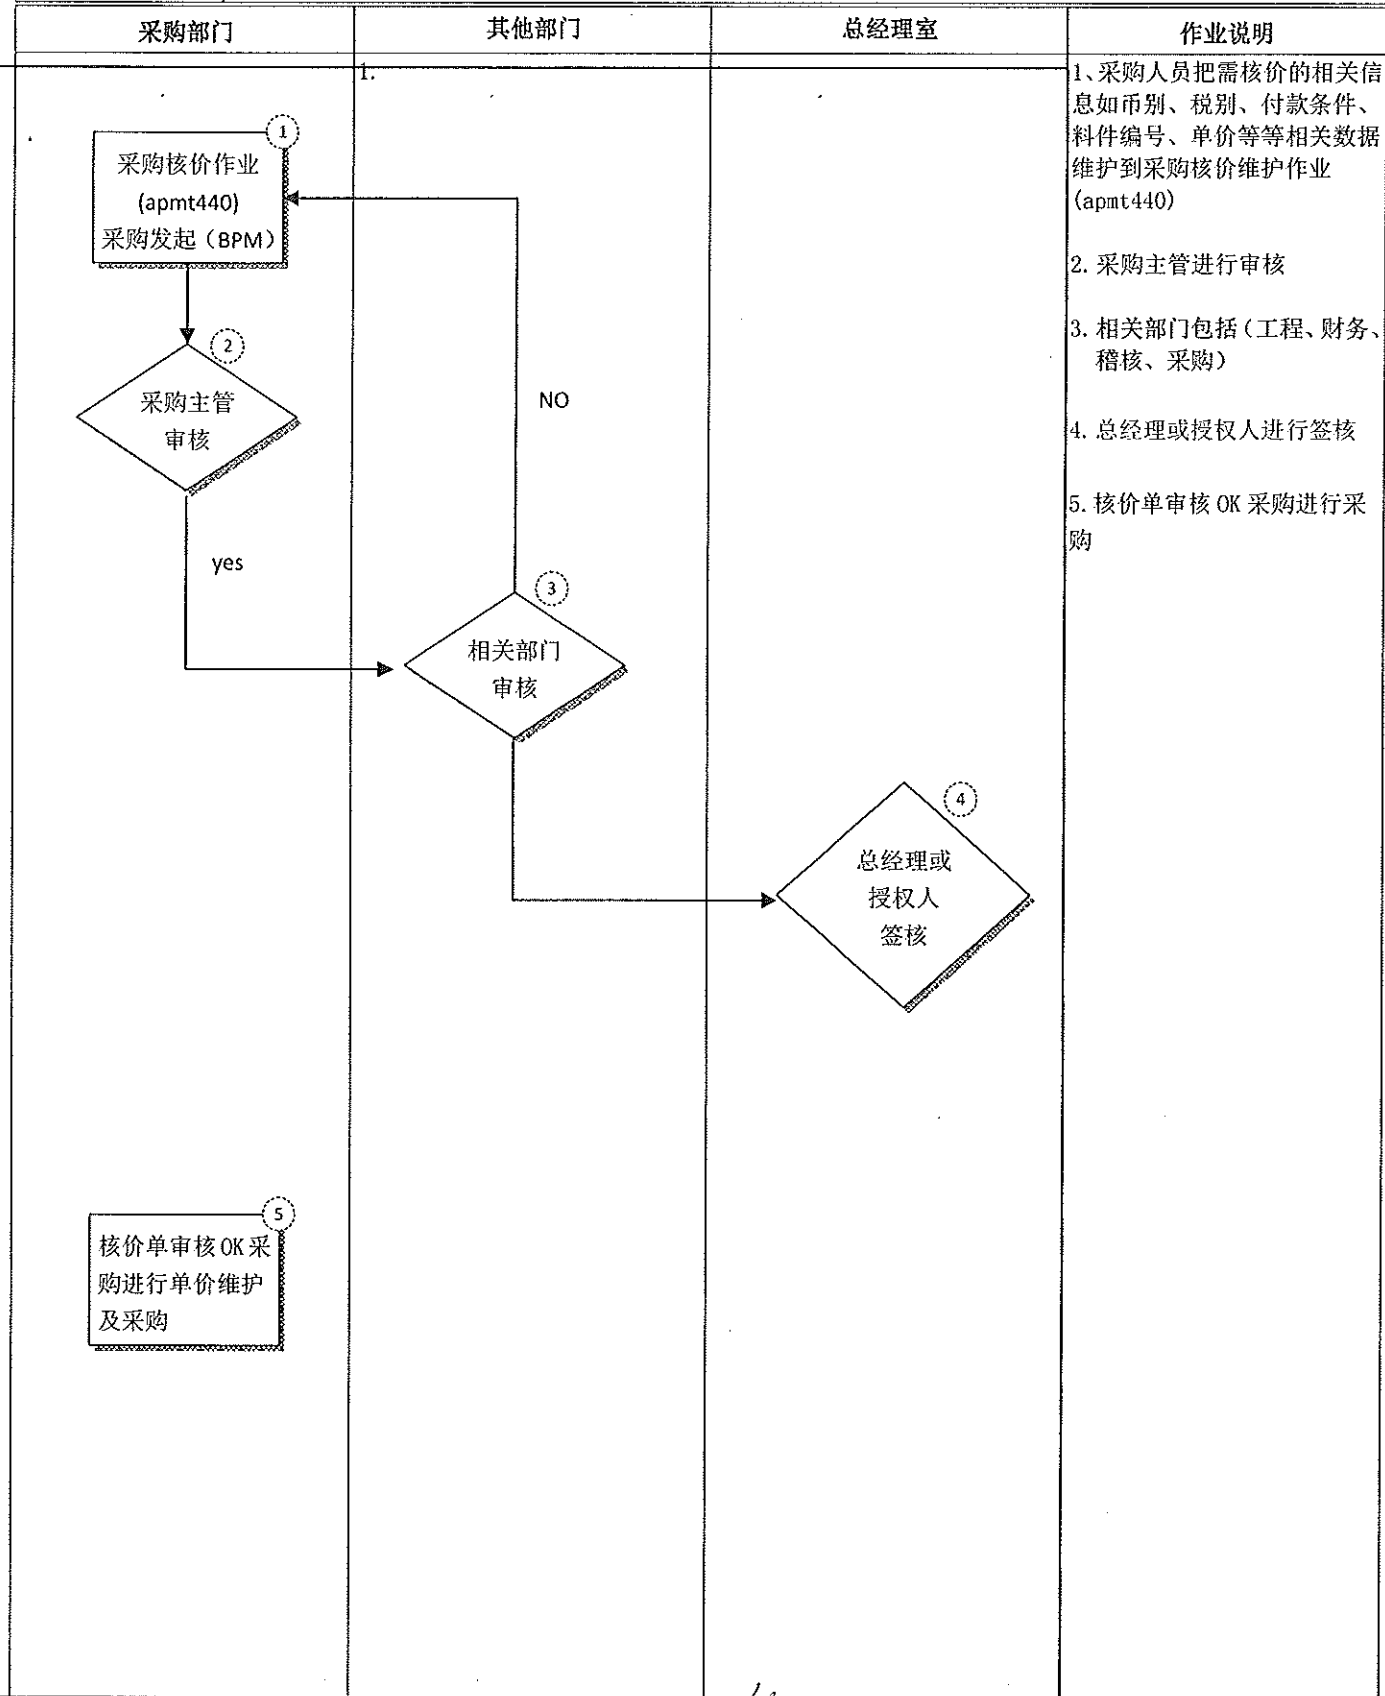 采购部门
其他部门
总经理室
作业说明
1.
①
采购核价作业
(apmt440)
采购发起（BPM）
②
采购主管
审核
yes
NO
③
相关部门
审核
④
总经理或
授权人
签核
⑤
核价单审核 OK 采
购进行单价维护
及采购
1、采购人员把需核价的相关信
息如币别、税别、付款条件、
料件编号、单价等等相关数据
维护到采购核价维护作业
(apmt440)
2. 采购主管进行审核
3. 相关部门包括（工程、财务、
稽核、采购）
4. 总经理或授权人进行签核
5. 核价单审核 OK 采购进行采
购